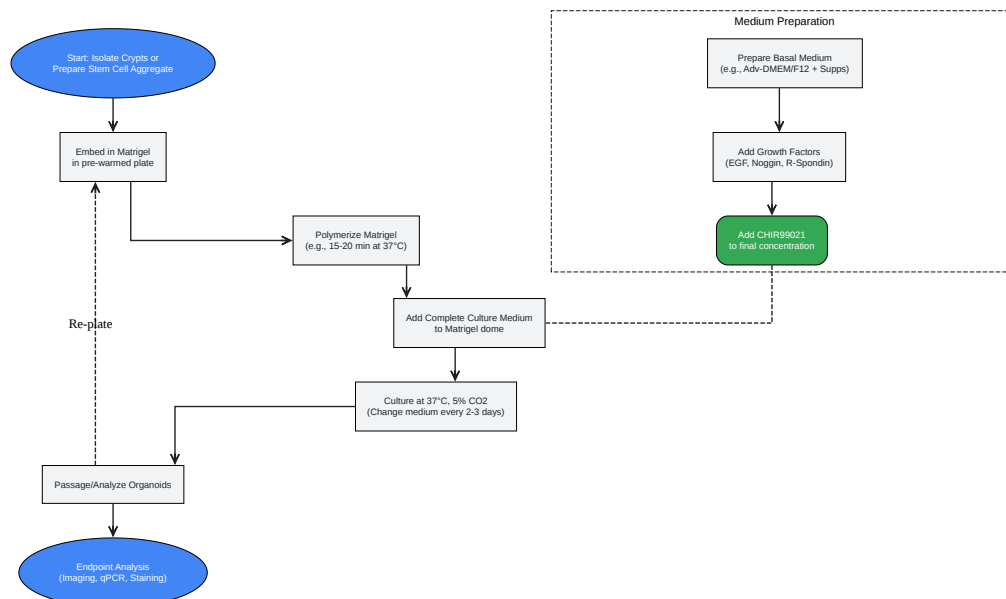 Start: Isolate Crypts or
Prepare Stem Cell Aggregate
Embed in Matrigel
in pre-warmed plate
Polymerize Matrigel
(e.g., 15-20 min at 37°C)
Medium Preparation
Prepare Basal Medium
(e.g., Adv-DMEM/F12 + Supps)
Add Growth Factors
(EGF, Noggin, R-Spondin)
Add CHIR99021
to final concentration
Add Complete Culture Medium
to Matrigel dome
Culture at 37°C, 5% CO2
(Change medium every 2-3 days)
Re-plate
Passage/Analyze Organoids
Endpoint Analysis
(Imaging, qPCR, Staining)